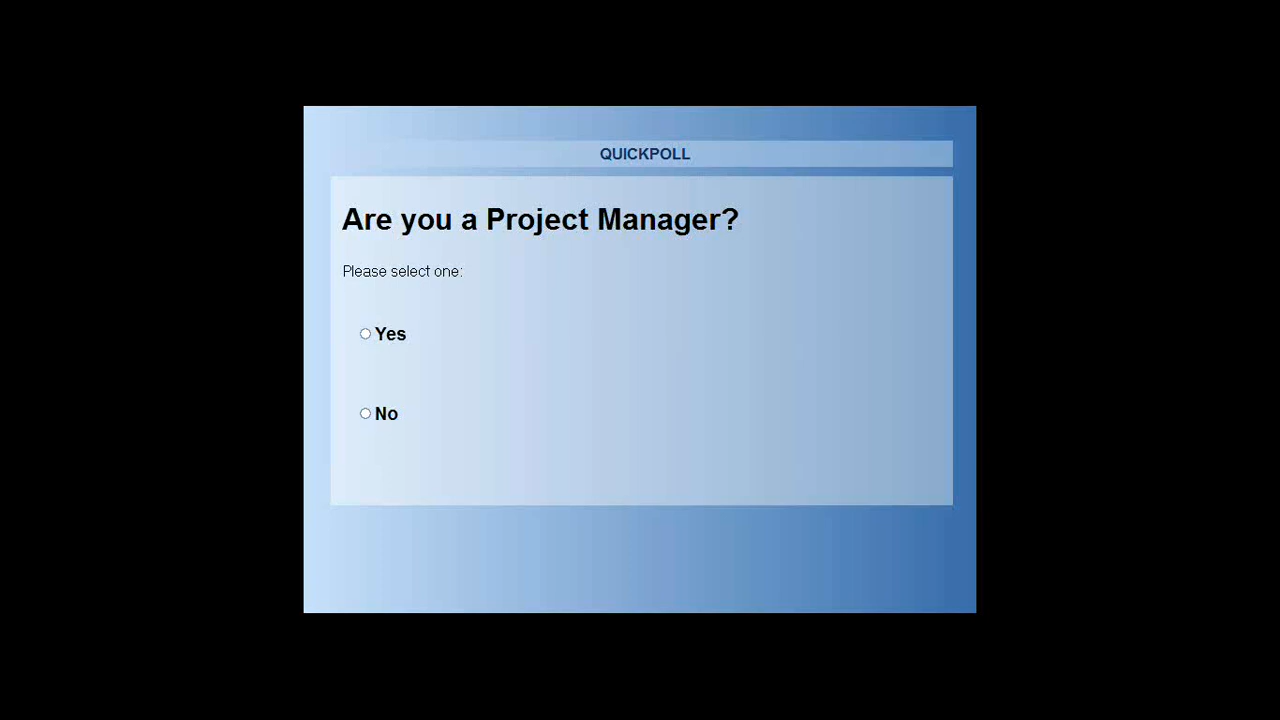 QUICKPOLL
Are you a Project Manager?
Please select one:
Yes
No